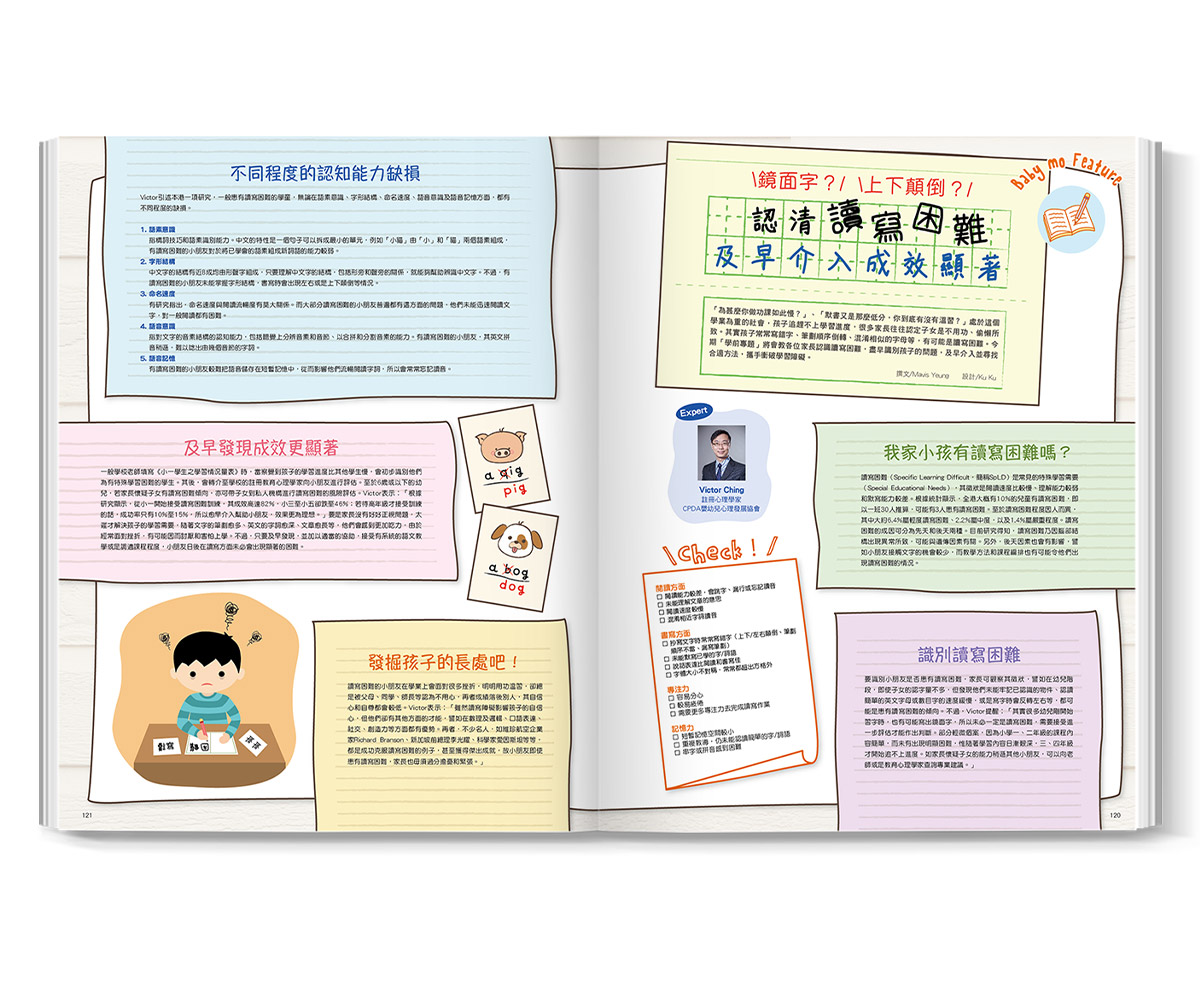 Baby mo Feature
\鏡面字？/ \上下顛倒？/
認清讀寫困難
及早介入成效顯著
「為甚麼你做功課如此慢？」、「默書又是那麼低分，你到底有沒有溫習？」處於這個
學業為重的社會，孩子追趕不上學習進度，很多家長往往認定子女是不用功、偷懶所
致。其實孩子常常寫錯字、筆劃順序倒轉、混淆相似的字母等，有可能是讀寫困難。今
期「學前專題」將會教各位家長認識讀寫困難，盡早識別孩子的問題，及早介入並尋找
合適方法，攜手衝破學習障礙。
撰文/Mavis Yeung 設計/Ku Ku
Expert
Victor Ching
註冊心理學家
CPDA嬰幼兒心理發展協會
我家小孩有讀寫困難嗎？
讀寫困難（Specific Learning Difficult，簡稱SpLD）是常見的特殊學習需要
（Special Educational Needs），其徵狀是閱讀速度比較慢、理解能力較弱
和默寫能力較差。根據統計顯示，全港大概有10%的兒童有讀寫困難，即
以一班30人推算，可能有3人患有讀寫困難。至於讀寫困難程度因人而異，
其中大約6.4%屬輕度讀寫困難、2.2%屬中度，以及1.4%屬嚴重程度。讀寫
困難的成因可分為先天和後天兩種。目前研究得知，讀寫困難乃因腦部結
構出現異常所致，可能與遺傳因素有關。另外，後天因素也會有影響，譬
如小朋友接觸文字的機會較少，而教學方法和課程編排也有可能令他們出
現讀寫困難的情況。
\Check！/
閱讀方面
□ 閱讀能力較差，會跳字、漏行或忘記讀音
□ 未能理解文章的意思
□ 閱讀速度較慢
□ 混淆相近字詞讀音
書寫方面
□ 抄寫文字時常常寫錯字（上下/左右顛倒、筆劃
順序不當、漏寫筆劃）
□ 未能默寫已學的字/詞語
□ 說話表達比閱讀和書寫佳
□ 字體大小不對稱，常常都超出方格外
專注力
□ 容易分心
□ 較易疲倦
□ 需要更多專注力去完成讀寫作業
記憶力
□ 短暫記憶空間較小
□ 重複教導，仍未能認讀簡單的字/詞語
□ 串字或拼音感到困難
識別讀寫困難
要識別小朋友是否患有讀寫困難，家長可觀察其徵狀，譬如在幼兒階
段，即使子女的認字量不多，但發現他們未能牢記已認識的物件、認讀
簡單的英文字母或數目字的速度緩慢，或是寫字時會反轉左右等，都可
能是患有讀寫困難的傾向。不過，Victor提醒：「其實很多幼兒剛開始
習字時，也有可能寫出鏡面字，所以未必一定是讀寫困難，需要接受進
一步評估才能作出判斷。部分輕微個案，因為小學一、二年級的課程內
容簡單，而未有出現明顯困難，惟隨著學習內容日漸艱深，三、四年級
才開始追不上進度。如家長懷疑子女的能力稍遜其他小朋友，可以向老
師或是教育心理學家查詢專業建議。」
120
不同程度的認知能力缺損
Victor引述本港一項研究，一般患有讀寫困難的學童，無論在語素意識、字形結構、命名速度、語音意識及語音記憶方面，都有
不同程度的缺損。
1. 語素意識
指構詞技巧和語素識別能力。中文的特性是一個句子可以拆成最小的單元，例如「小貓」由「小」和「貓」兩個語素組成，
有讀寫困難的小朋友對於將已學會的語素組成新詞語的能力較弱。
2. 字形結構
中文字的結構有近8成均由形聲字組成，只要理解中文字的結構，包括形旁和聲旁的關係，就能夠幫助辨識中文字。不過，有
讀寫困難的小朋友未能掌握字形結構，書寫時會出現左右或是上下顛倒等情況。
3. 命名速度
有研究指出，命名速度與閱讀流暢度有莫大關係。而大部分讀寫困難的小朋友普遍都有這方面的問題，他們未能迅速閱讀文
字，對一般閱讀都有困難。
4. 語音意識
指對文字的音素結構的認知能力，包括聽覺上分辨音素和音節、以合拼和分割音素的能力。有讀寫困難的小朋友，其英文拼
音稍遜，難以唸出由幾個音節的字詞。
5. 語音記憶
有讀寫困難的小朋友較難把語音儲存在短暫記憶中，從而影響他們流暢閱讀字詞，所以會常常忘記讀音。
及早發現成效更顯著
一般學校老師填寫《小一學生之學習情況量表》時，當察覺到孩子的學習進度比其他學生慢，會初步識別他們
為有特殊學習困難的學生。其後，會轉介至學校的註冊教育心理學家向小朋友進行評估。至於6歲或以下的幼
兒，若家長懷疑子女有讀寫困難傾向，亦可帶子女到私人機構進行讀寫困難的風險評估。Victor表示：「根據
研究顯示，從小一開始接受讀寫困難訓練，其成效高達82%，小三至小五卻跌至46%；若待高年級才接受訓練
的話，成功率只有10%至15%，所以愈早介入幫助小朋友，效果更為理想。」要是家長沒有好好正視問題，太
遲才解決孩子的學習需要，隨著文字的筆劃愈多、英文的字詞愈深、文章愈長等，他們會感到更加吃力。由於
經常面對挫折，有可能因而討厭和害怕上學。不過，只要及早發現，並加以適當的協助，接受有系統的語文教
學或是調適課程程度，小朋友日後在讀寫方面未必會出現顯著的困難。
a qig
pig
a bog
dog
發掘孩子的長處吧！
讀寫困難的小朋友在學業上會面對很多挫折，明明用功溫習，卻總
是被父母、同學、師長等認為不用心，再者成績落後別人，其自信
心和自尊都會較低。Victor表示：「雖然讀寫障礙影響孩子的自信
心，但他們卻有其他方面的才能，譬如在數理及邏輯、口語表達、
社交、創造力等方面都有優勢。再者，不少名人，如維珍航空企業
家Richard Branson、新加坡前總理李光耀、科學家愛因斯坦等等，
都是成功克服讀寫困難的例子，甚至獲得傑出成就，故小朋友即使
患有讀寫困難，家長也毋須過分擔憂和緊張。」
121